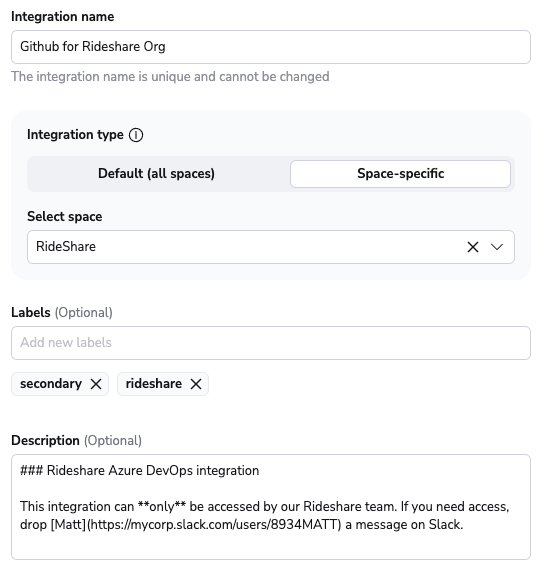 Integration name
Github for Rideshare Org
The integration name is unique and cannot be changed
Integration type
Default (all spaces) Space-specific
Select space
RideShare
Labels (Optional)
Add new labels
secondary rideshare
Description (Optional)
### Rideshare Azure DevOps integration
This integration can **only** be accessed by our Rideshare team. If you need access,
drop [Matt](https://mycorp.slack.com/users/8934MATT) a message on Slack.